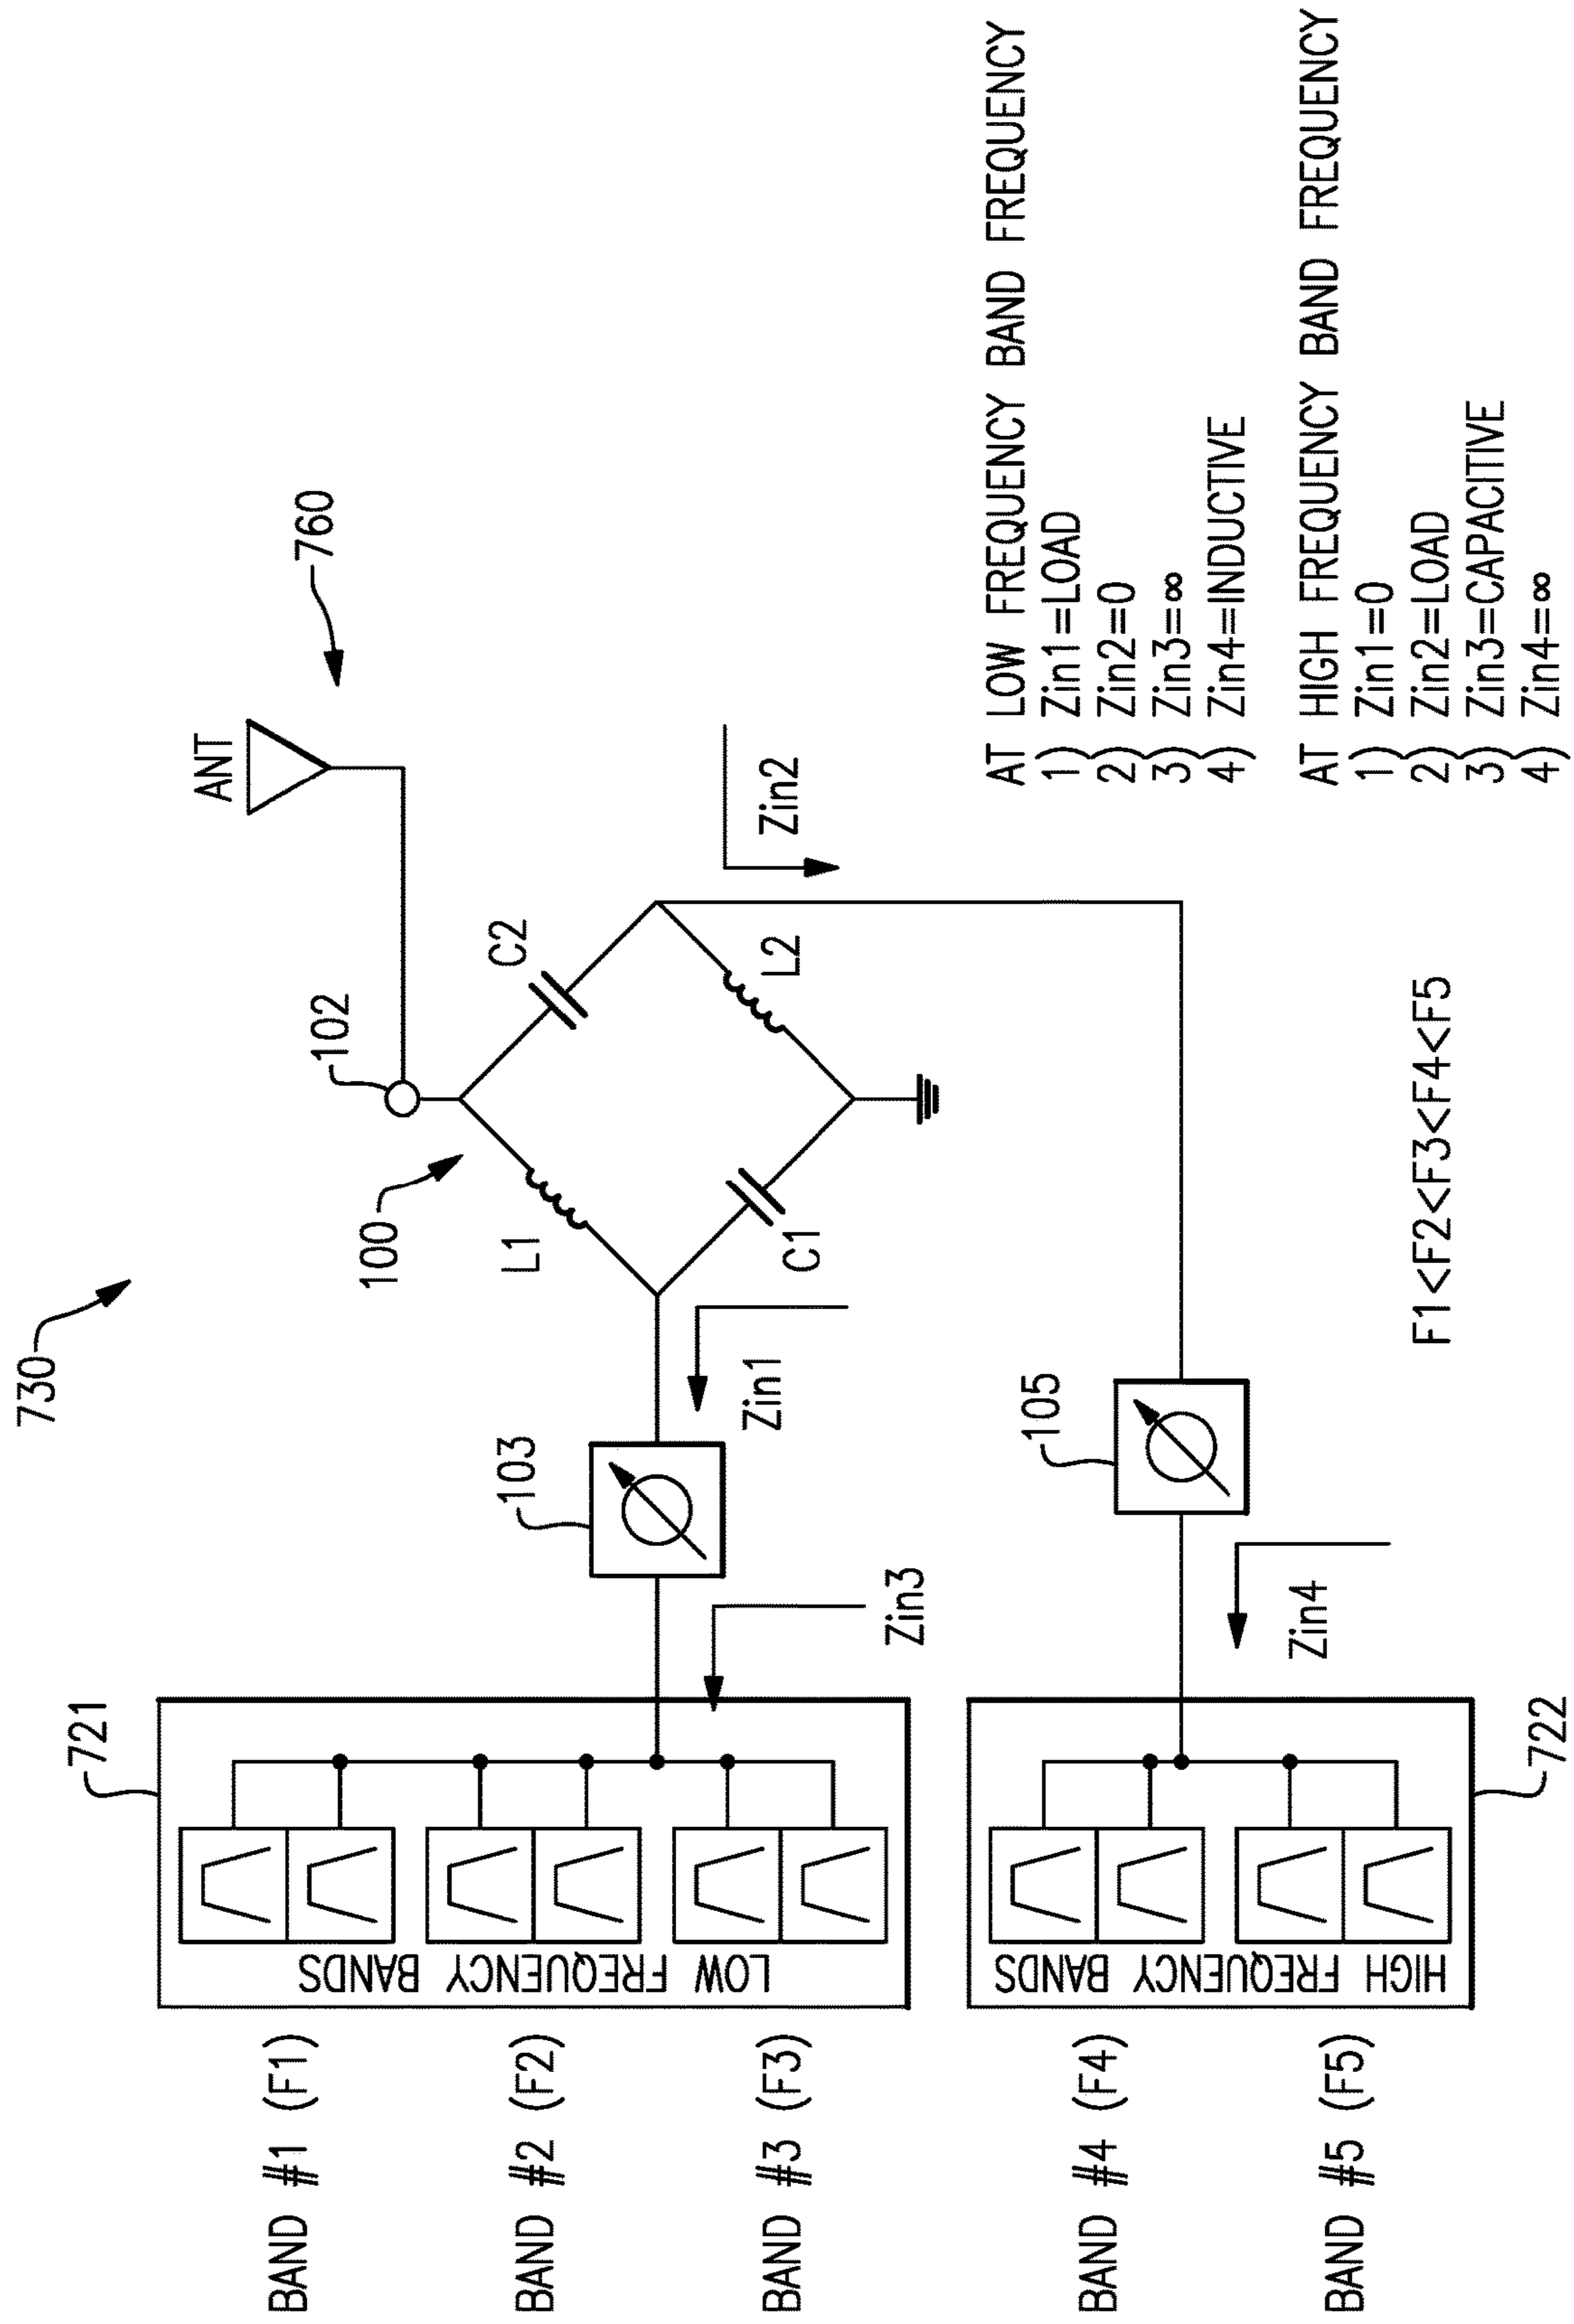 730
760
ANT
102
100
C2
L1
L2
C1
Zin2
103
Zin1
Zin3
721
105
Zin4
722
LOW FREQUENCY BANDS
HIGH FREQUENCY BANDS
BAND #1 (F1)
BAND #2 (F2)
BAND #3 (F3)
BAND #4 (F4)
BAND #5 (F5)
F1<F2<F3<F4<F5
AT LOW FREQUENCY BAND FREQUENCY
1) Zin1=LOAD
2) Zin2=0
3) Zin3=∞
4) Zin4=INDUCTIVE
AT HIGH FREQUENCY BAND FREQUENCY
1) Zin1=0
2) Zin2=LOAD
3) Zin3=CAPACITIVE
4) Zin4=∞